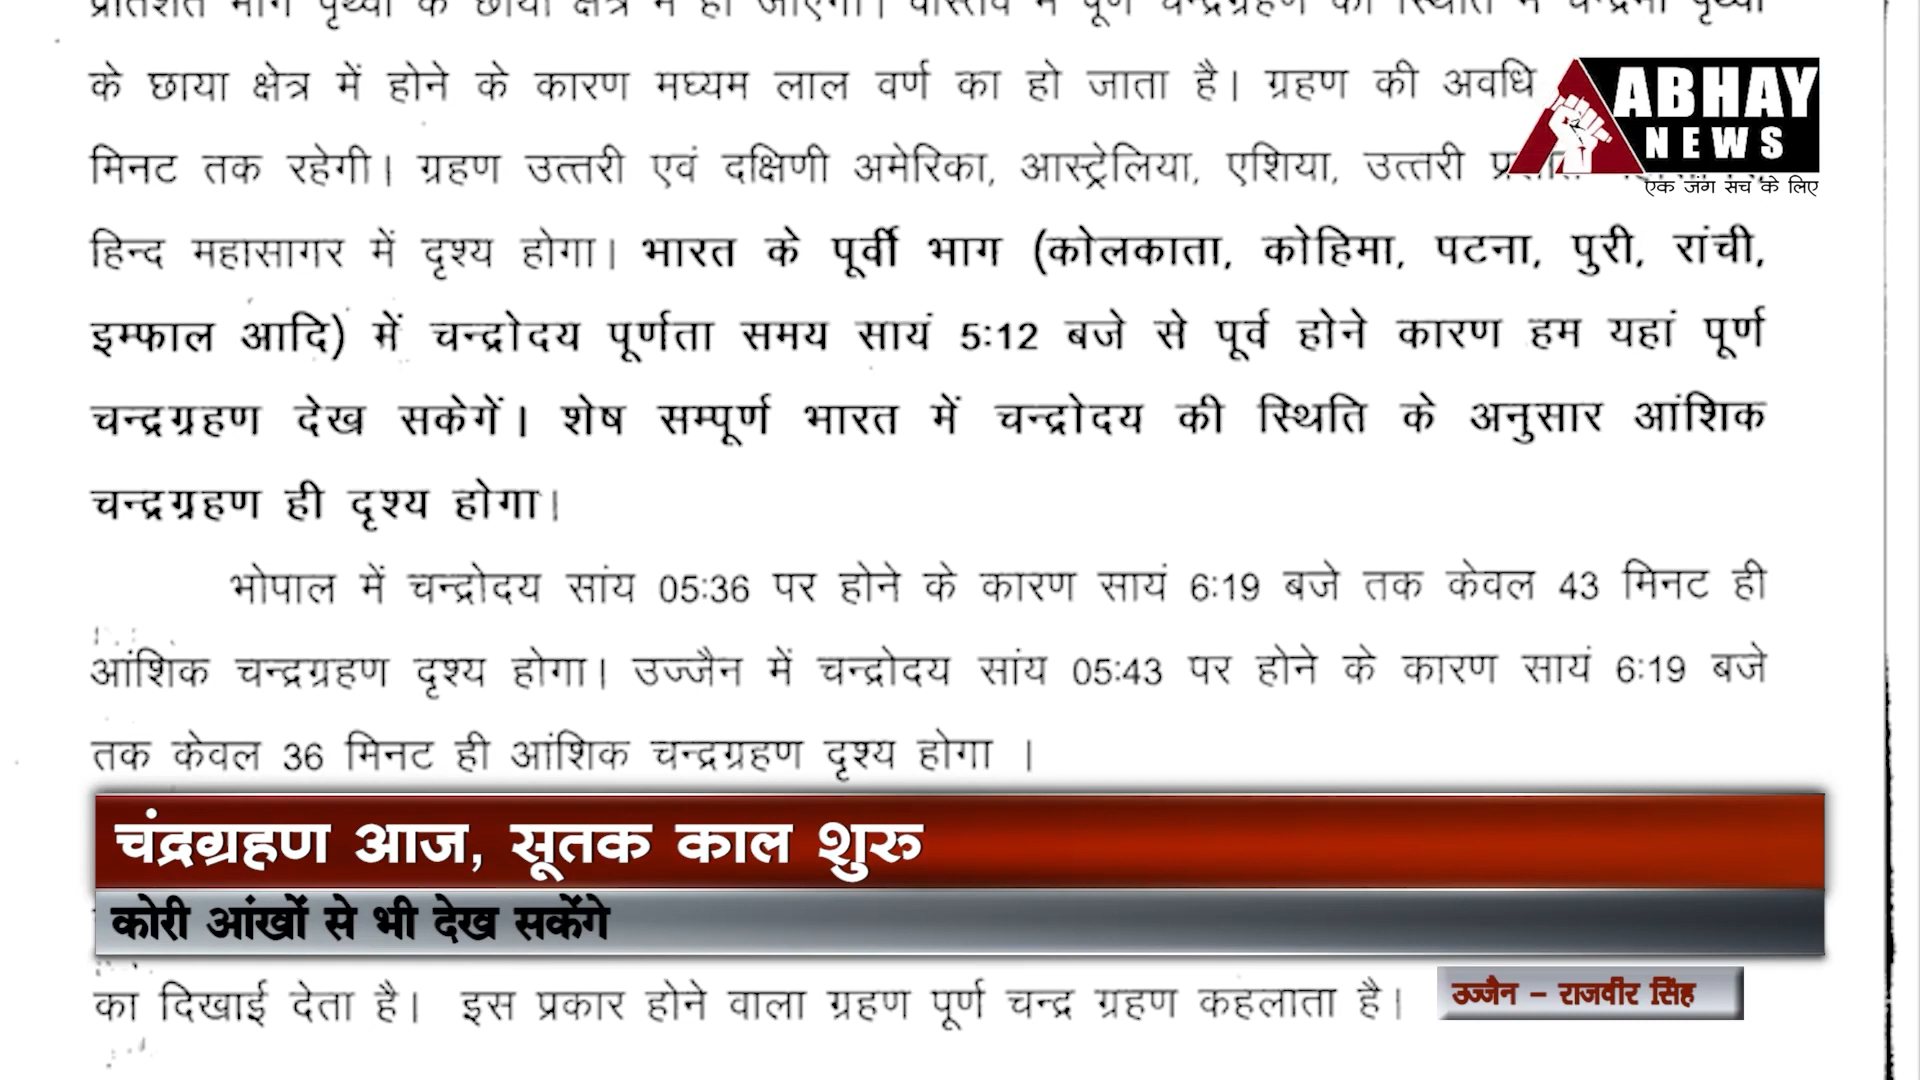 के छाया क्षेत्र में होने के कारण मध्यम लाल वर्ण का हो जाता है। ग्रहण की अवधि
मिनट तक रहेगी। ग्रहण उत्तरी एवं दक्षिणी अमेरिका, आस्ट्रेलिया, एशिया, उत्तरी
हिन्द महासागर में दृश्य होगा। भारत के पूर्वी भाग (कोलकाता, कोहिमा, पटना, पुरी, रांची,
इम्फाल आदि) में चन्द्रोदय पूर्णता समय सायं 5:12 बजे से पूर्व होने कारण हम यहां पूर्ण
चन्द्रग्रहण देख सकेगें। शेष सम्पूर्ण भारत में चन्द्रोदय की स्थिति के अनुसार आंशिक
चन्द्रग्रहण ही दृश्य होगा।
भोपाल में चन्द्रोदय सांय 05:36 पर होने के कारण सायं 6:19 बजे तक केवल 43 मिनट ही
आंशिक चन्द्रग्रहण दृश्य होगा। उज्जैन में चन्द्रोदय सांय 05:43 पर होने के कारण सायं 6:19 बजे
तक केवल 36 मिनट ही आंशिक चन्द्रग्रहण दृश्य होगा ।
का दिखाई देता है। इस प्रकार होने वाला ग्रहण पूर्ण चन्द्र ग्रहण कहलाता है।
ABHAY
NEWS
एक जंग सच के लिए
चंद्रग्रहण आज, सूतक काल शुरु
कोरी आंखों से भी देख सकेंगे
उज्जैन - राजवीर सिंह